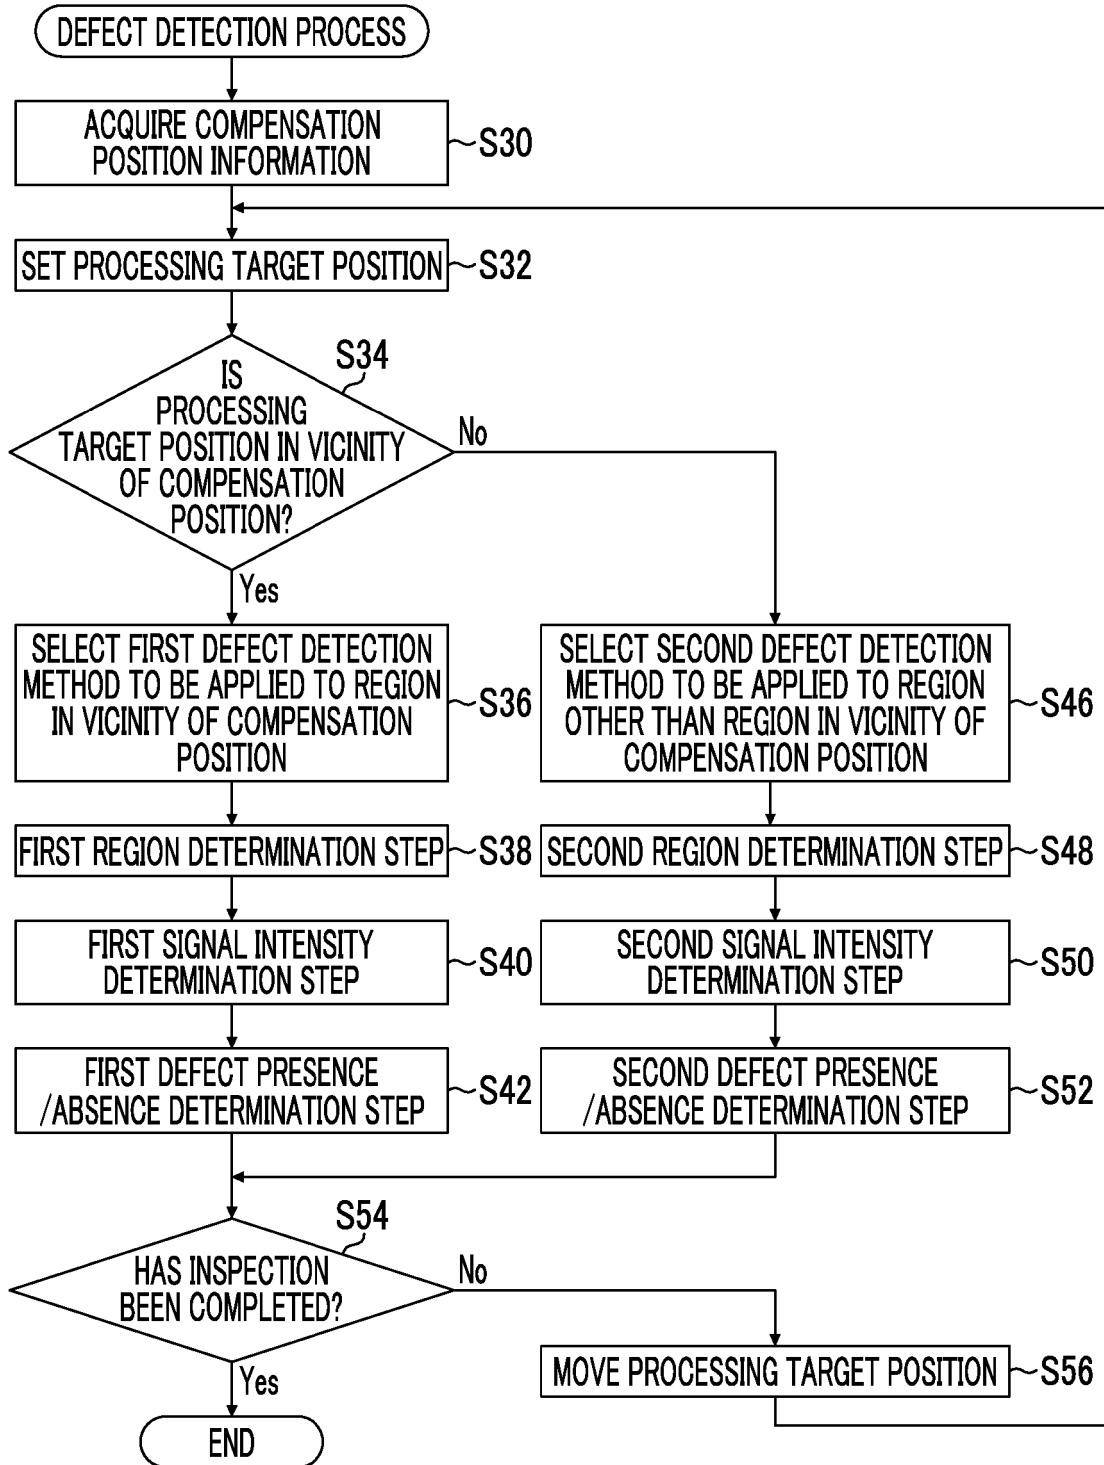 DEFECT DETECTION PROCESS
ACQUIRE COMPENSATION
POSITION INFORMATION
S30
SET PROCESSING TARGET POSITION
S32
S34
IS
PROCESSING
TARGET POSITION IN VICINITY
OF COMPENSATION
POSITION?
No
Yes
SELECT FIRST DEFECT DETECTION
METHOD TO BE APPLIED TO REGION
IN VICINITY OF COMPENSATION
POSITION
S36
SELECT SECOND DEFECT DETECTION
METHOD TO BE APPLIED TO REGION
OTHER THAN REGION IN VICINITY OF
COMPENSATION POSITION
S46
FIRST REGION DETERMINATION STEP
S38
SECOND REGION DETERMINATION STEP
S48
FIRST SIGNAL INTENSITY
DETERMINATION STEP
S40
SECOND SIGNAL INTENSITY
DETERMINATION STEP
S50
FIRST DEFECT PRESENCE
/ABSENCE DETERMINATION STEP
S42
SECOND DEFECT PRESENCE
/ABSENCE DETERMINATION STEP
S52
S54
HAS INSPECTION
BEEN COMPLETED?
No
Yes
MOVE PROCESSING TARGET POSITION
S56
END